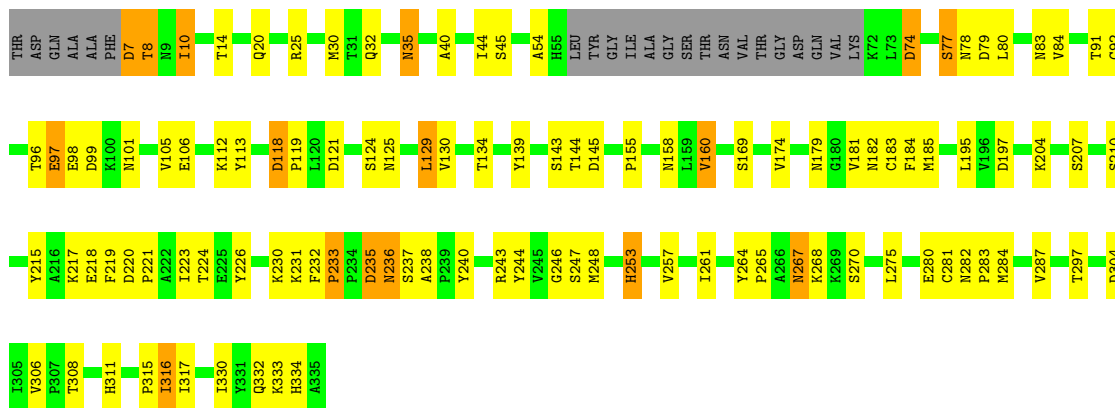 THR ASP GLN ALA ALA PHE D7 T8 N9 I10 T14 Q20 R25 M30 T31 Q32 N35 A40 I44 S45 A54 H55 LEU TYR GLY ILE ALA GLY SER THR ASN VAL THR GLY ASP GLN VAL LYS K72 L73 D74 S77 N78 D79 L80 N83 V84 T91
T96 E97 E98 D99 K100 N101 V105 E106 K112 Y113 D118 P119 L120 D121 S124 N125 L129 V130 T134 Y139 S143 T144 D145 P155 N158 L159 V160 S169 V174 N179 G180 V181 N182 C183 F184 M185 L195 V196 D197 K204 S207
Y215 A216 K217 E218 F219 D220 P221 A222 I223 T224 E225 Y226 K230 K231 F232 P233 P234 D235 N236 S237 A238 P239 Y240 R243 Y244 V245 G246 S247 M248 H253 V257 I261 Y264 P265 A266 N267 K268 K269 S270 L275 E280 C281 N282 P283 M284 V287 T297
I305 V306 P307 T308 H311 P315 I316 I317 I330 Y331 Q332 K333 H334 A335